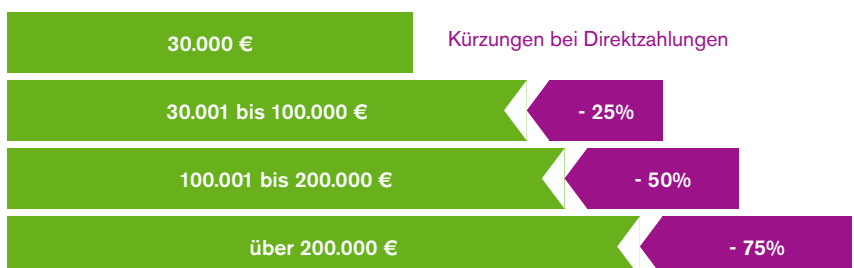 30.000 €
Kürzungen bei Direktzahlungen
30.001 bis 100.000 €
- 25%
100.001 bis 200.000 €
- 50%
über 200.000 €
- 75%